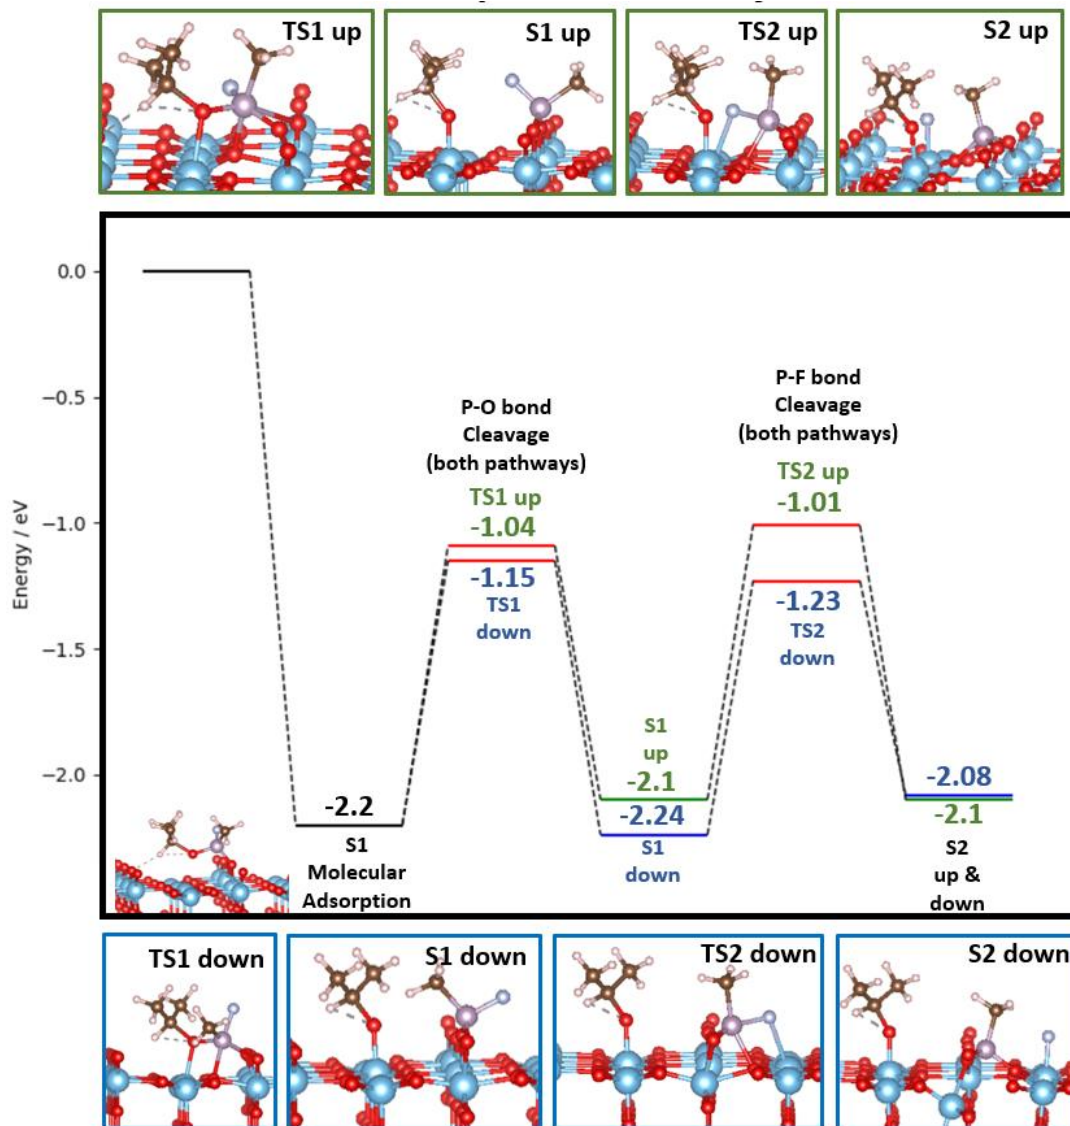 TS1 up
S1 up
TS2 up
S2 up
Energy / eV
0.0
−0.5
−1.0
−1.5
−2.0
-2.2
S1
Molecular
Adsorption
P-O bond
Cleavage
(both pathways)
TS1 up
-1.04
-1.15
TS1
down
S1
up
-2.1
-2.24
S1
down
P-F bond
Cleavage
(both pathways)
TS2 up
-1.01
-1.23
TS2
down
-2.08
-2.1
S2
up &
down
TS1 down
S1 down
TS2 down
S2 down